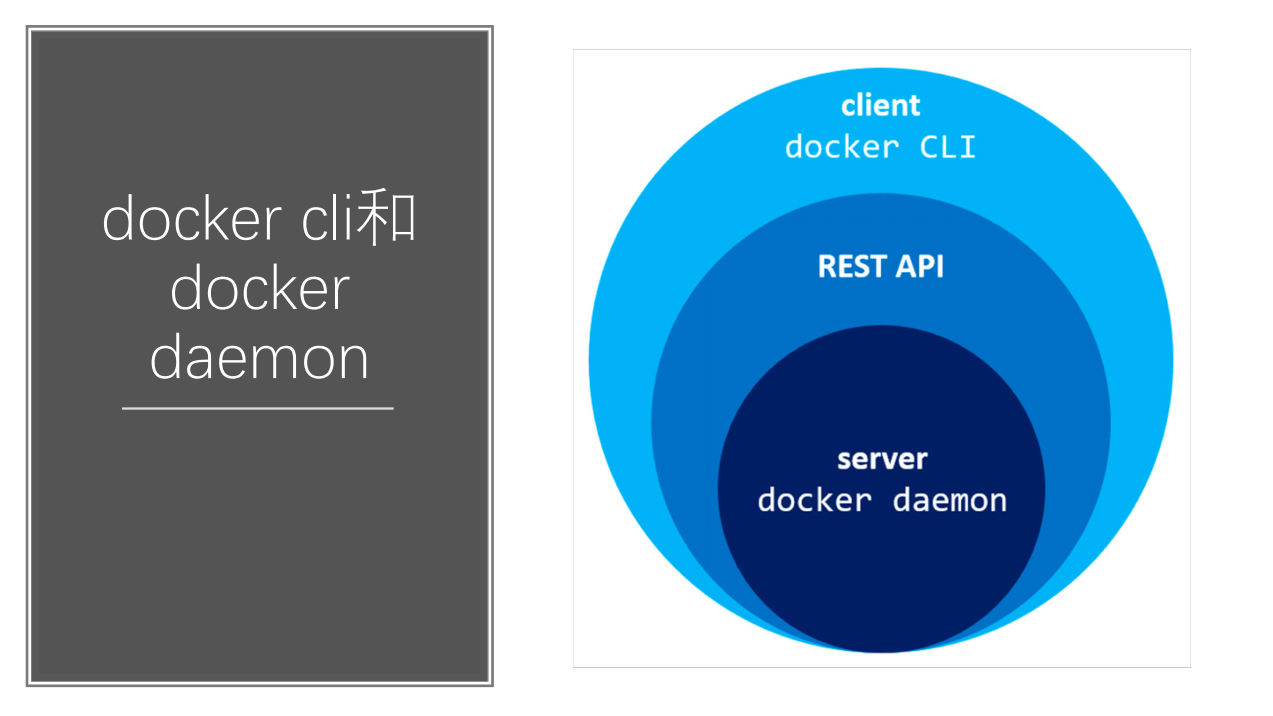 docker cli和
docker
daemon
client
docker CLI
REST API
server
docker daemon